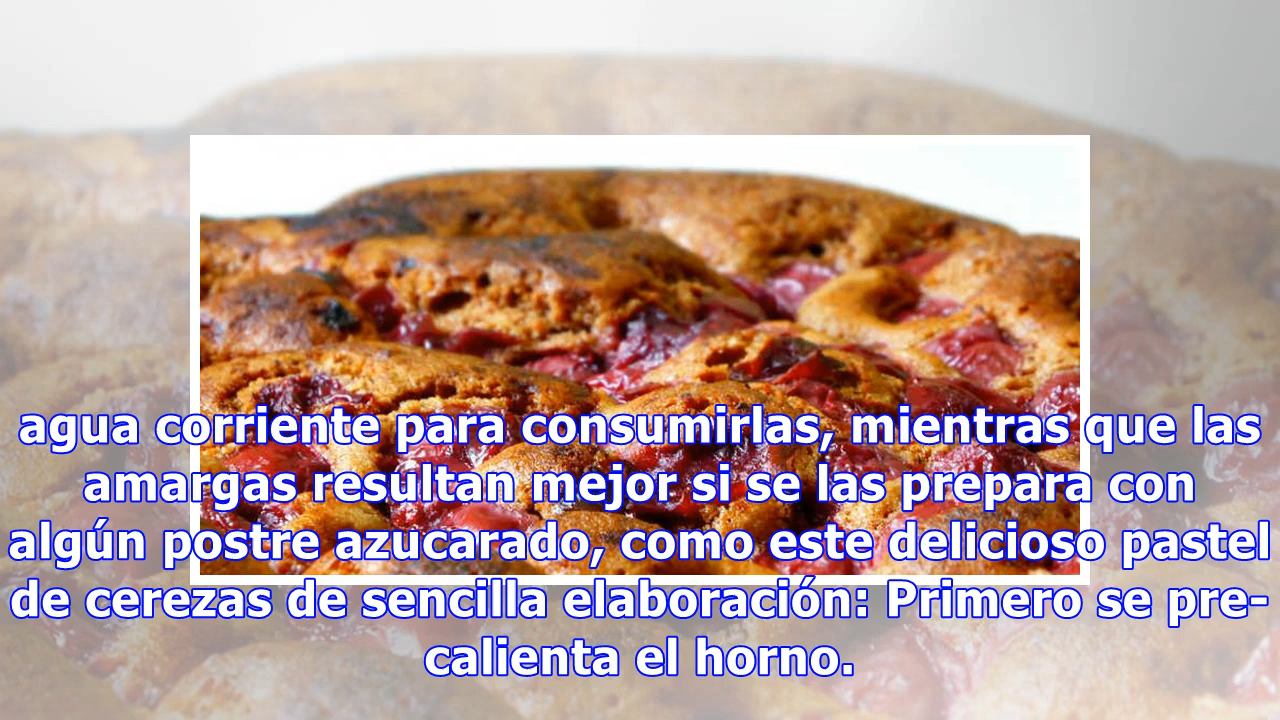 agua corriente para consumirlas, mientras que las
amargas resultan mejor si se las prepara con
algún postre azucarado, como este delicioso pastel
de cerezas de sencilla elaboración: Primero se pre-
calienta el horno.